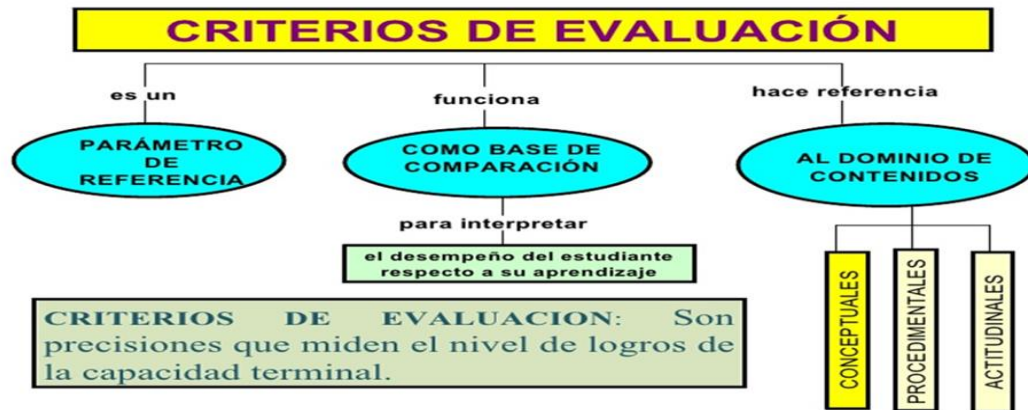 CRITERIOS DE EVALUACIÓN
es un
PARÁMETRO
DE
REFERENCIA
funciona
COMO BASE DE
COMPARACIÓN
para interpretar
el desempeño del estudiante
respecto a su aprendizaje
hace referencia
AL DOMINIO DE
CONTENIDOS
CONCEPTUALES
PROCEDIMENTALES
ACTITUDINALES
CRITERIOS DE EVALUACION: Son
precisiones que miden el nivel de logros de
la capacidad terminal.